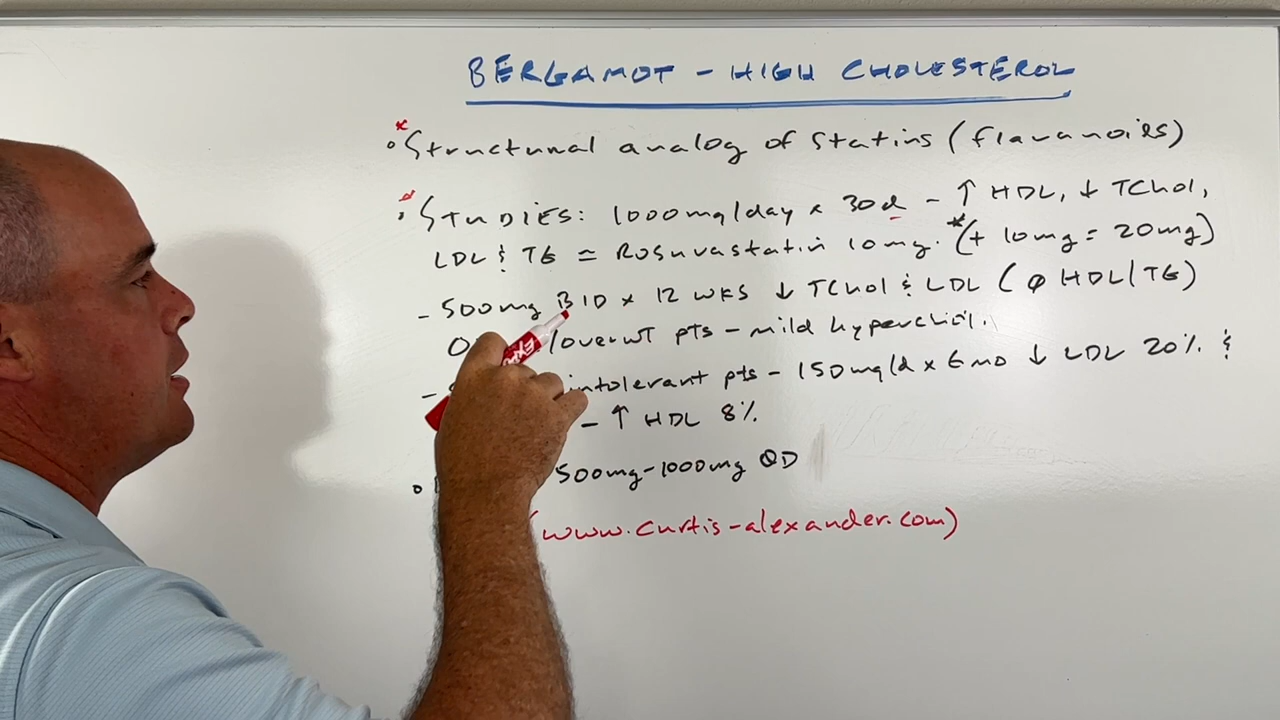 BERGAMOT - HIGH CHOLESTEROL
* ° Structural analog of statins (flavanoids)
* ° STUDIES: 1000mg/day x 30d - ↑ HDL, ↓ TChol,
LDL & TG ≃ Rosuvastatin 10mg. *(+ 10mg = 20mg)
- 500mg BID x 12 WKS ↓ TChol & LDL (φ HDL/TG)
/overwt pts - mild hyperchol.
- intolerant pts - 150mg/d x 6mo ↓ LDL 20% &
- ↑ HDL 8%
° 500mg-1000mg QD
(www.curtis-alexander.com)
EXPO